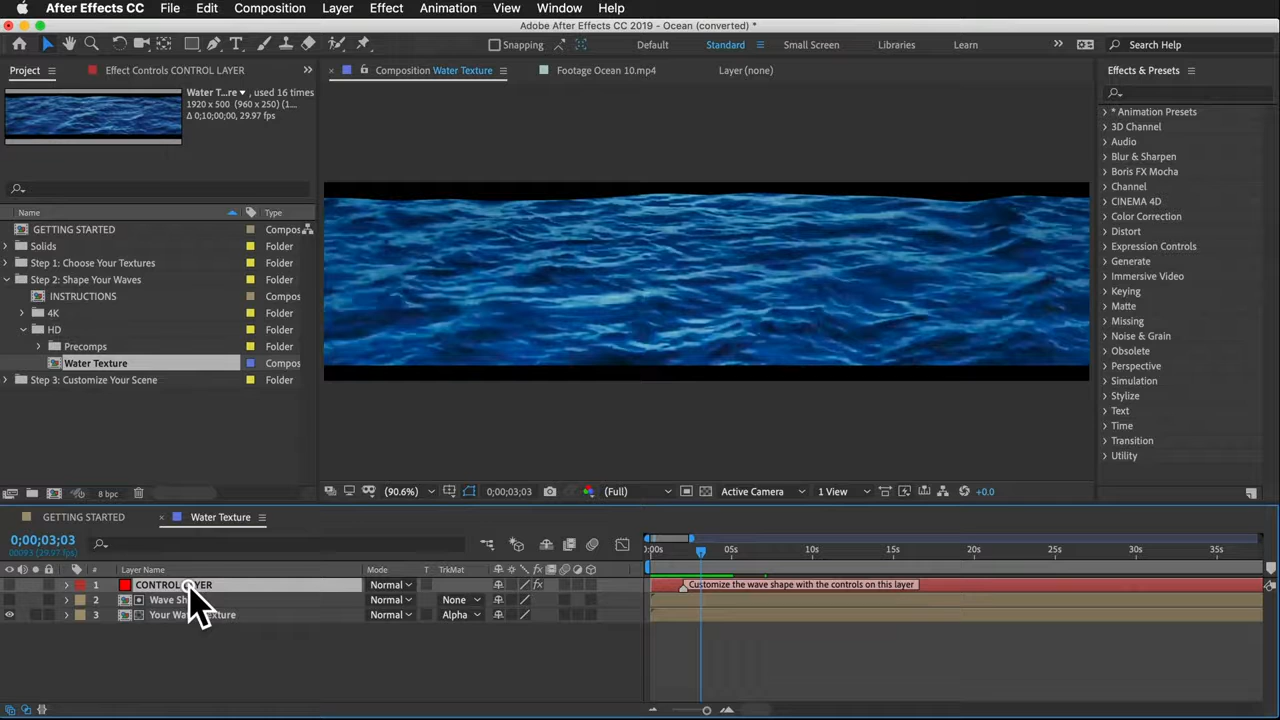 After Effects CC File Edit Composition Layer Effect Animation View Window Help
Adobe After Effects CC 2019 - Ocean (converted) *
Snapping Default Standard Small Screen Libraries Learn Search Help
Project Effect Controls CONTROL LAYER Composition Water Texture Footage Ocean 10.mp4 Layer (none) Effects & Presets
Water T...re, used 16 times
1920 x 500 (960 x 250) (1...
Δ 0;10;00;00, 29.97 fps
Name Type
GETTING STARTED Compos
Solids Folder
Step 1: Choose Your Textures Folder
Step 2: Shape Your Waves Folder
INSTRUCTIONS Compos
4K Folder
HD Folder
Precomps Folder
Water Texture Compos
Step 3: Customize Your Scene Folder
* Animation Presets
3D Channel
Audio
Blur & Sharpen
Boris FX Mocha
Channel
CINEMA 4D
Color Correction
Distort
Expression Controls
Generate
Immersive Video
Keying
Matte
Missing
Noise & Grain
Obsolete
Perspective
Simulation
Stylize
Text
Time
Transition
Utility
8 bpc (90.6%) 0;00;03;03 (Full) Active Camera 1 View +0.0
GETTING STARTED Water Texture
0;00;03;03
00093 (29.97 fps)
0:00s 05s 10s 15s 20s 25s 30s 35s
# Layer Name Mode T TrkMat
1 CONTROL LAYER Normal Customize the wave shape with the controls on this layer
2 Wave Sh Normal None
3 Your Wa exture Normal Alpha